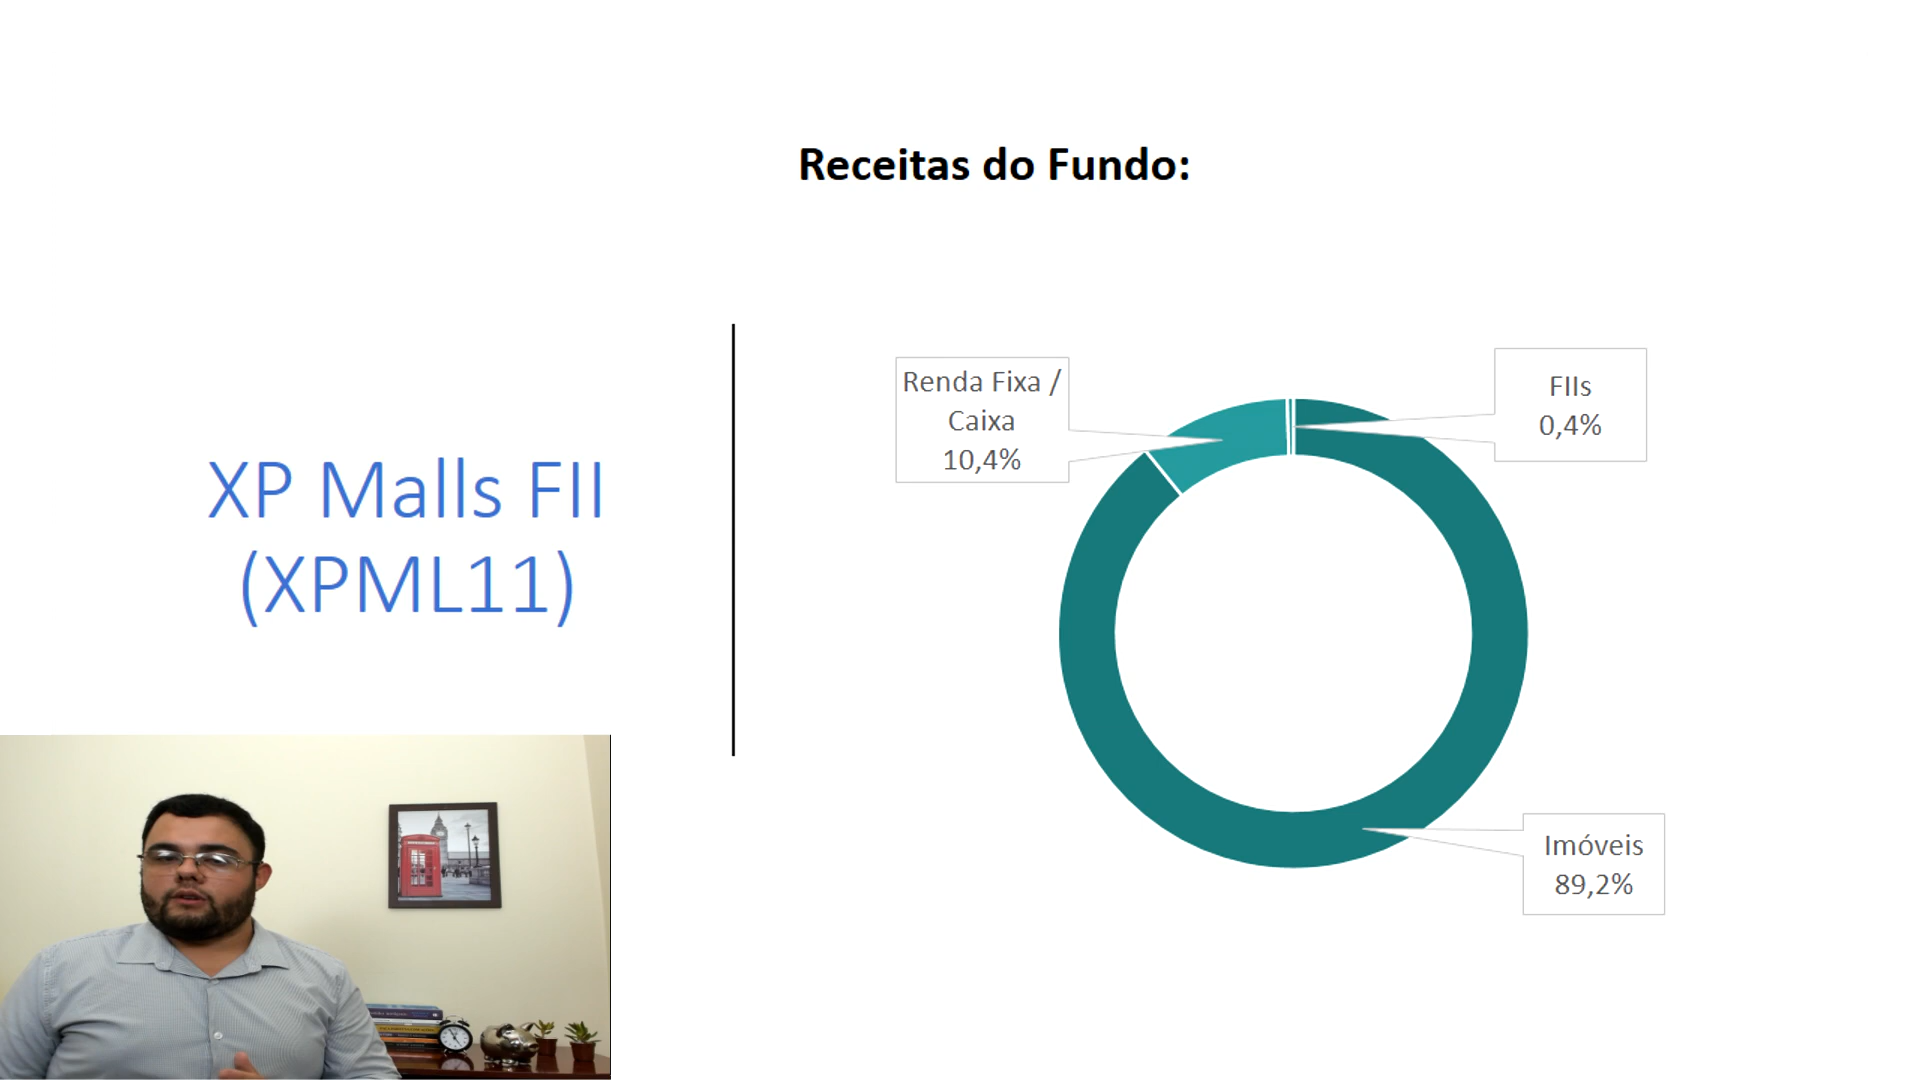 Receitas do Fundo:
XP Malls FII
(XPML11)
Renda Fixa /
Caixa
10,4%
FIIs
0,4%
Imóveis
89,2%